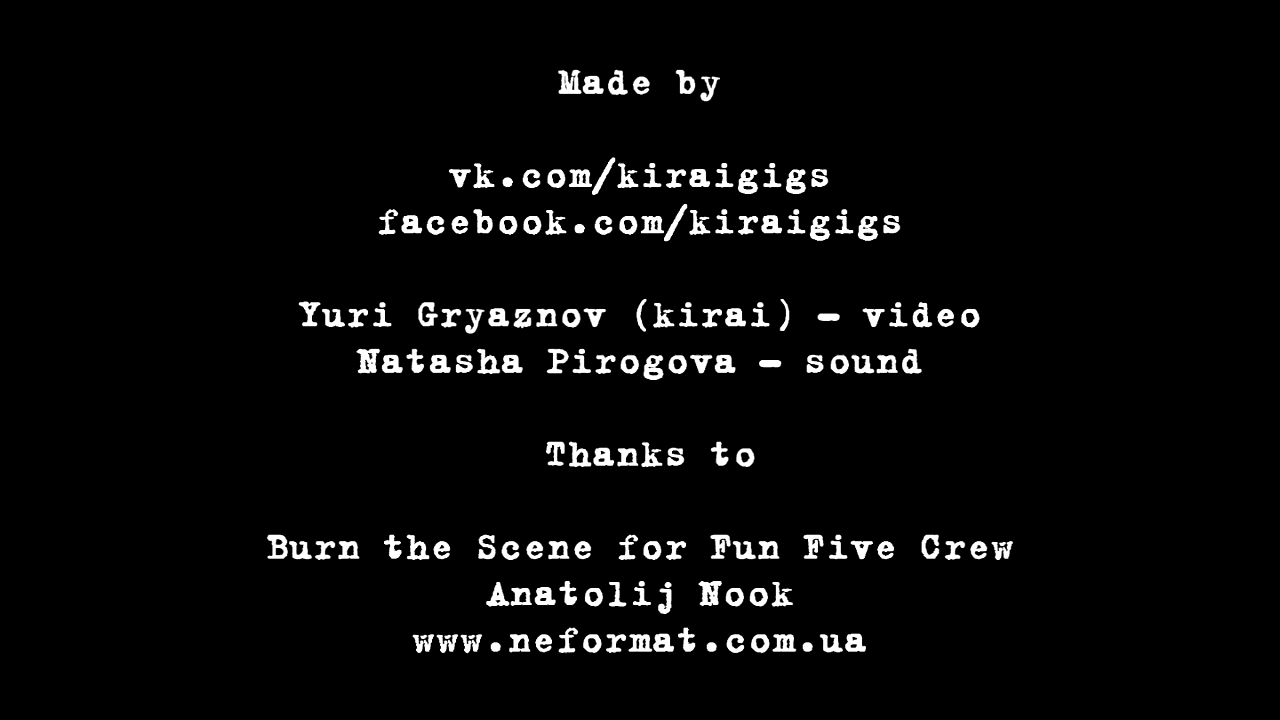 Made by
vk.com/kiraigigs
facebook.com/kiraigigs
Yuri Gryaznov (kirai) – video
Natasha Pirogova – sound
Thanks to
Burn the Scene for Fun Five Crew
Anatolij Nook
www.neformat.com.ua